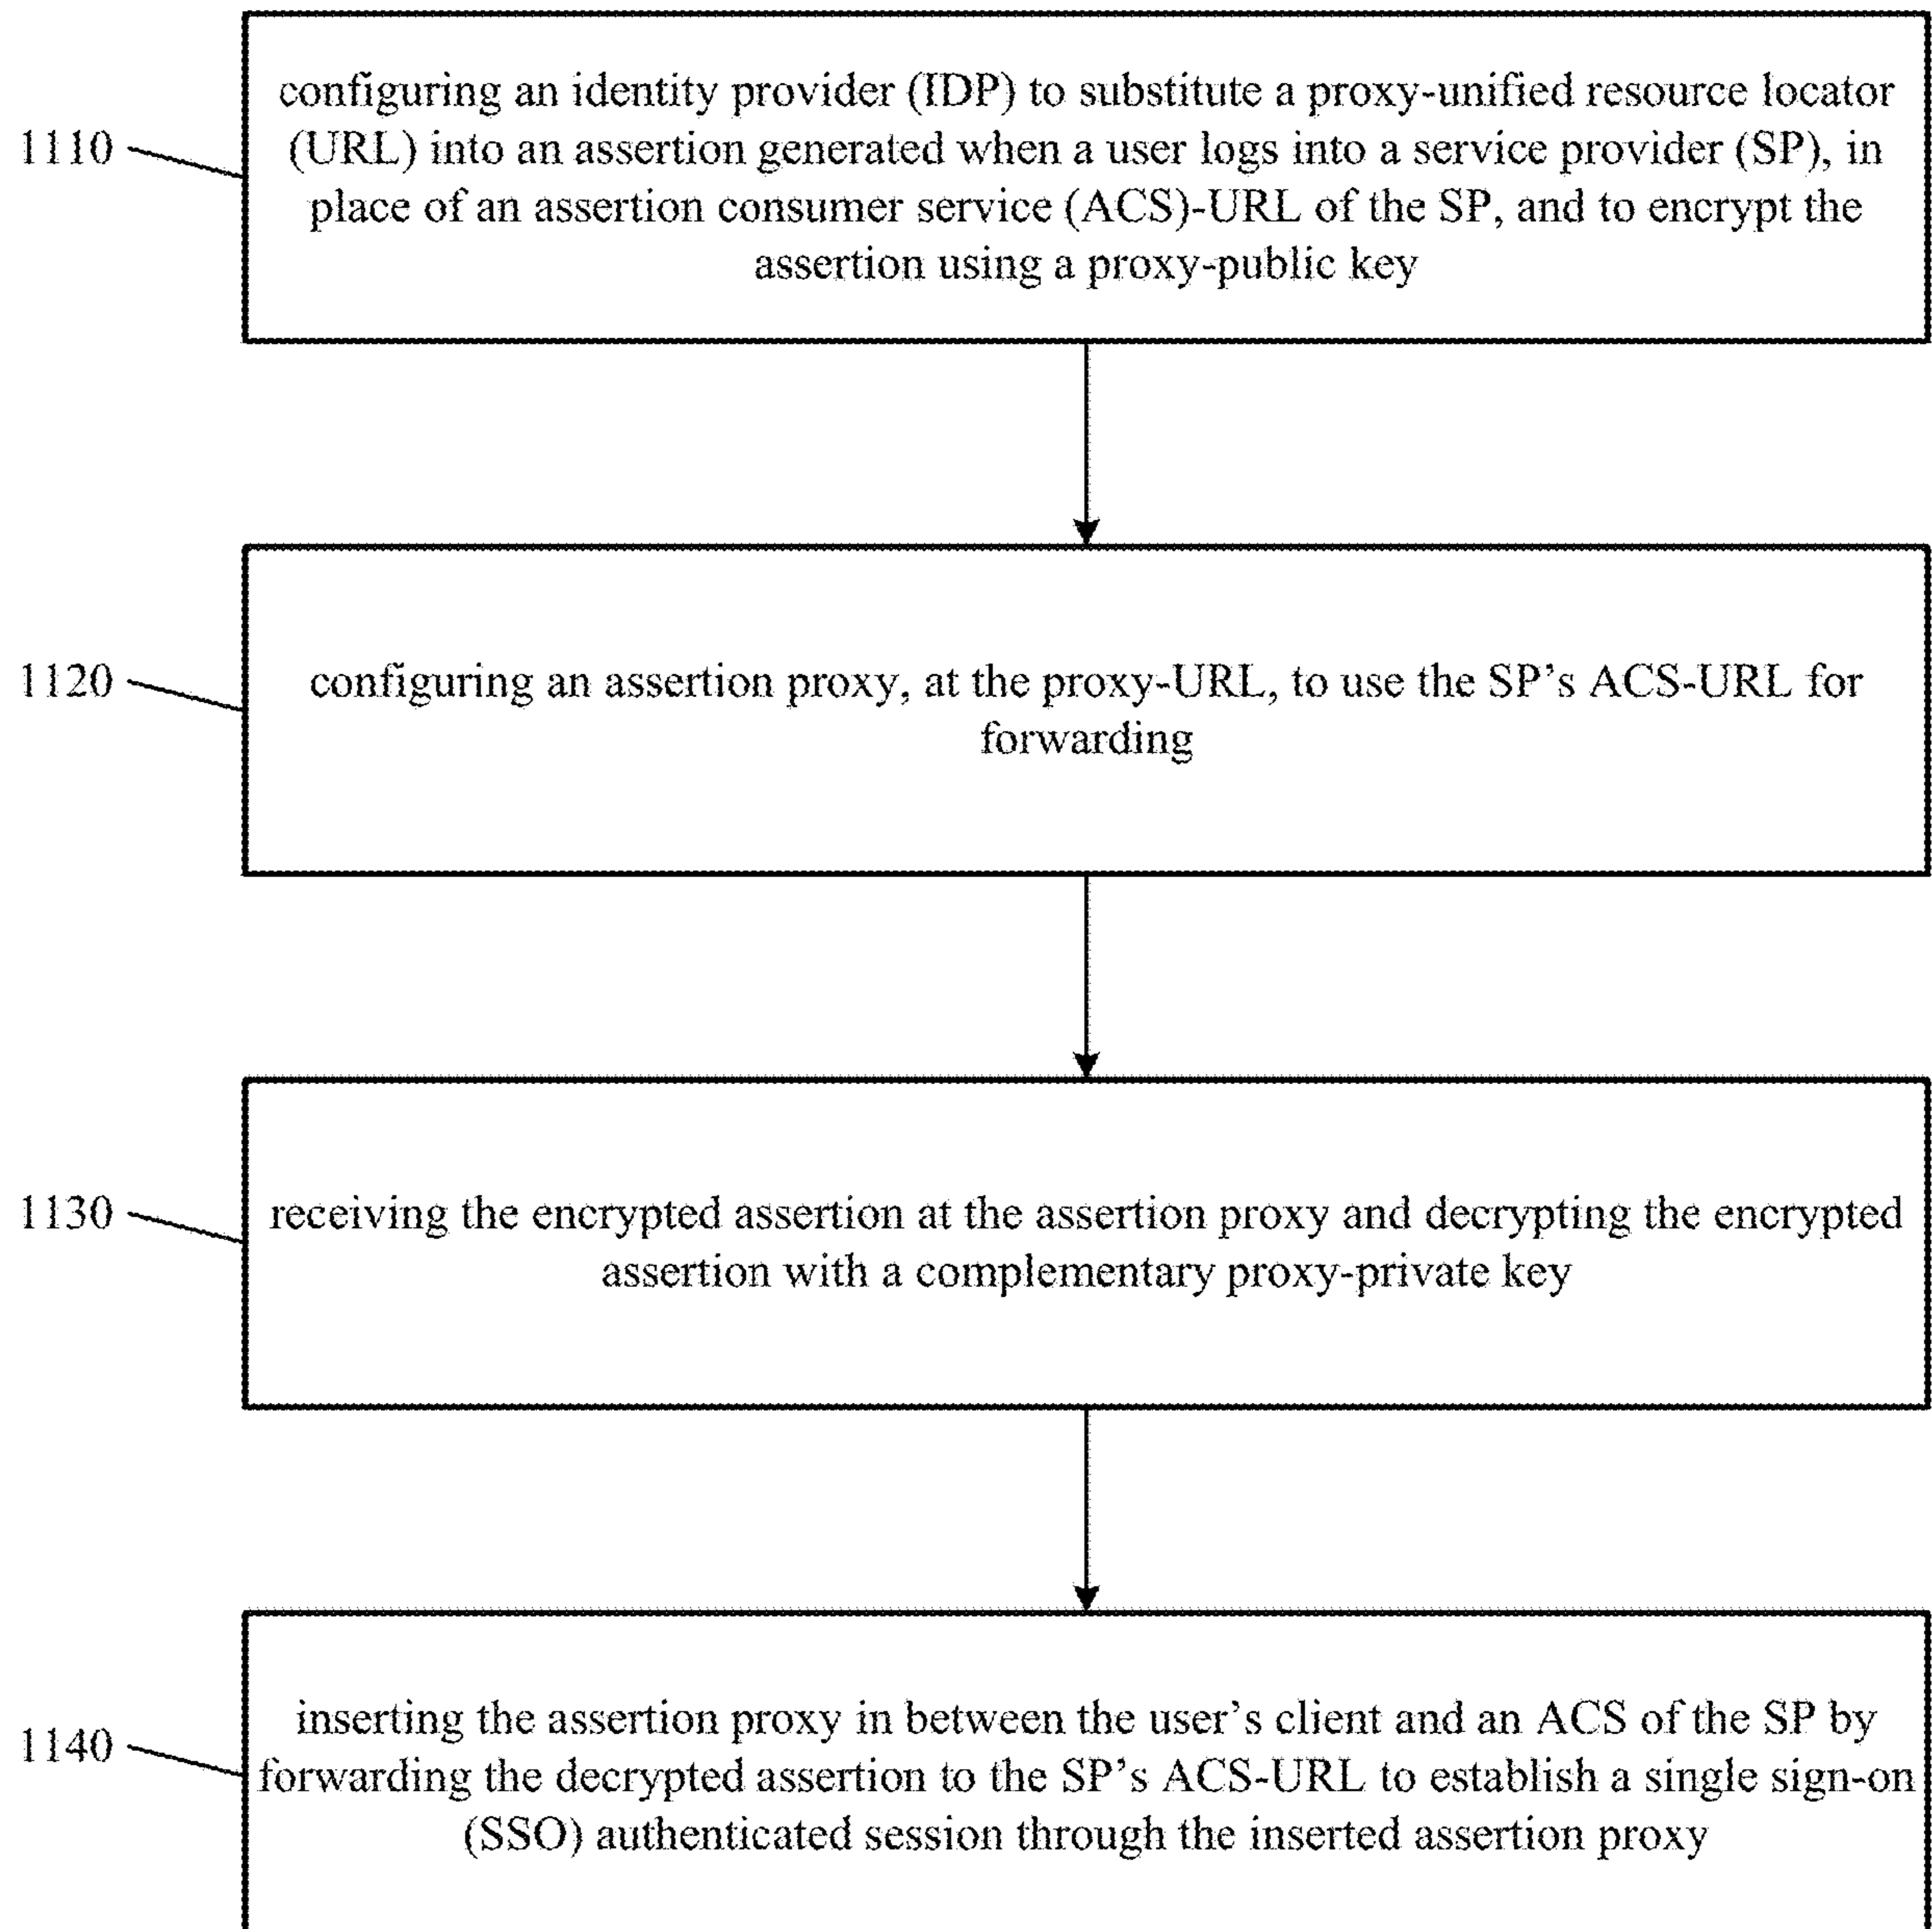 configuring an identity provider (IDP) to substitute a proxy-unified resource locator
1110
(URL) into an assertion generated when a user logs into a service provider (SP), in
place of an assertion consumer service (ACS)-URL of the SP, and to encrypt the
assertion using a proxy-public key
1120
configuring an assertion proxy, at the proxy-URL, to use the SP's ACS-URL for
forwarding
1130
receiving the encrypted assertion at the assertion proxy and decrypting the encrypted
assertion with a complementary proxy-private key
inserting the assertion proxy in between the user's client and an ACS of the SP by
1140
forwarding the decrypted assertion to the SP's ACS-URL to establish a single sign-on
(SSO) authenticated session through the inserted assertion proxy